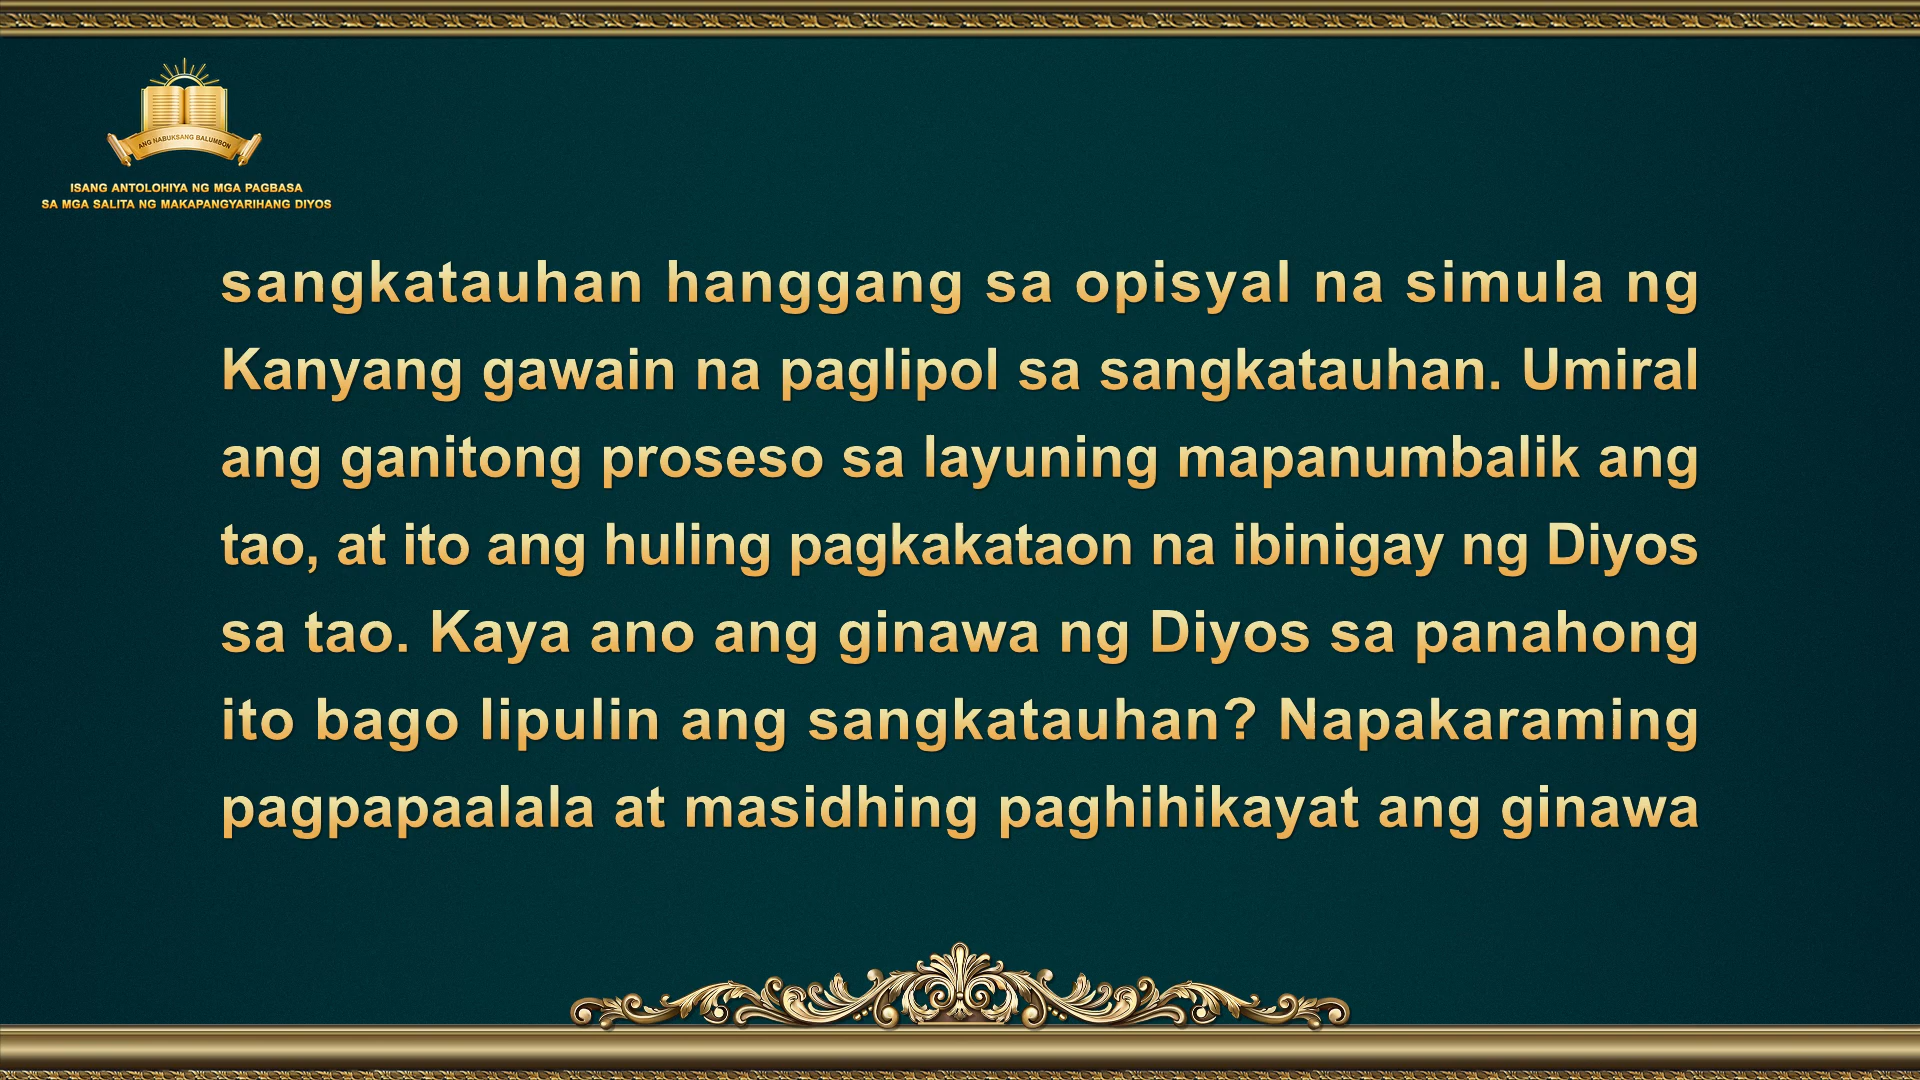 ANG NABUKSANG BALUMBON
ISANG ANTOLOHIYA NG MGA PAGBASA
SA MGA SALITA NG MAKAPANGYARIHANG DIYOS
sangkatauhan hanggang sa opisyal na simula ng
Kanyang gawain na paglipol sa sangkatauhan. Umiral
ang ganitong proseso sa layuning mapanumbalik ang
tao, at ito ang huling pagkakataon na ibinigay ng Diyos
sa tao. Kaya ano ang ginawa ng Diyos sa panahong
ito bago lipulin ang sangkatauhan? Napakaraming
pagpapaalala at masidhing paghihikayat ang ginawa